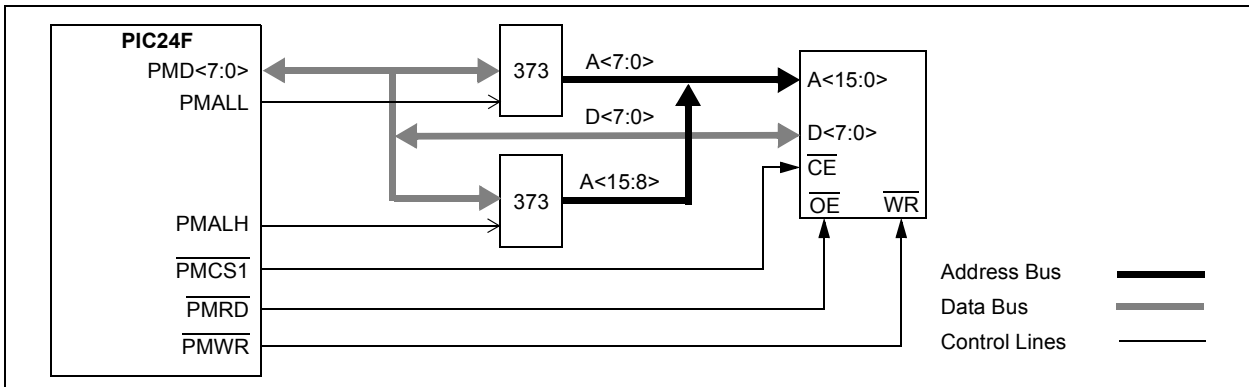 PIC24F
PMD<7:0>
PMALL
373
A<7:0>
A<15:0>
D<7:0>
D<7:0>
CE
373
A<15:8>
OE
WR
PMALH
PMCS1
PMRD
PMWR
Address Bus
Data Bus
Control Lines